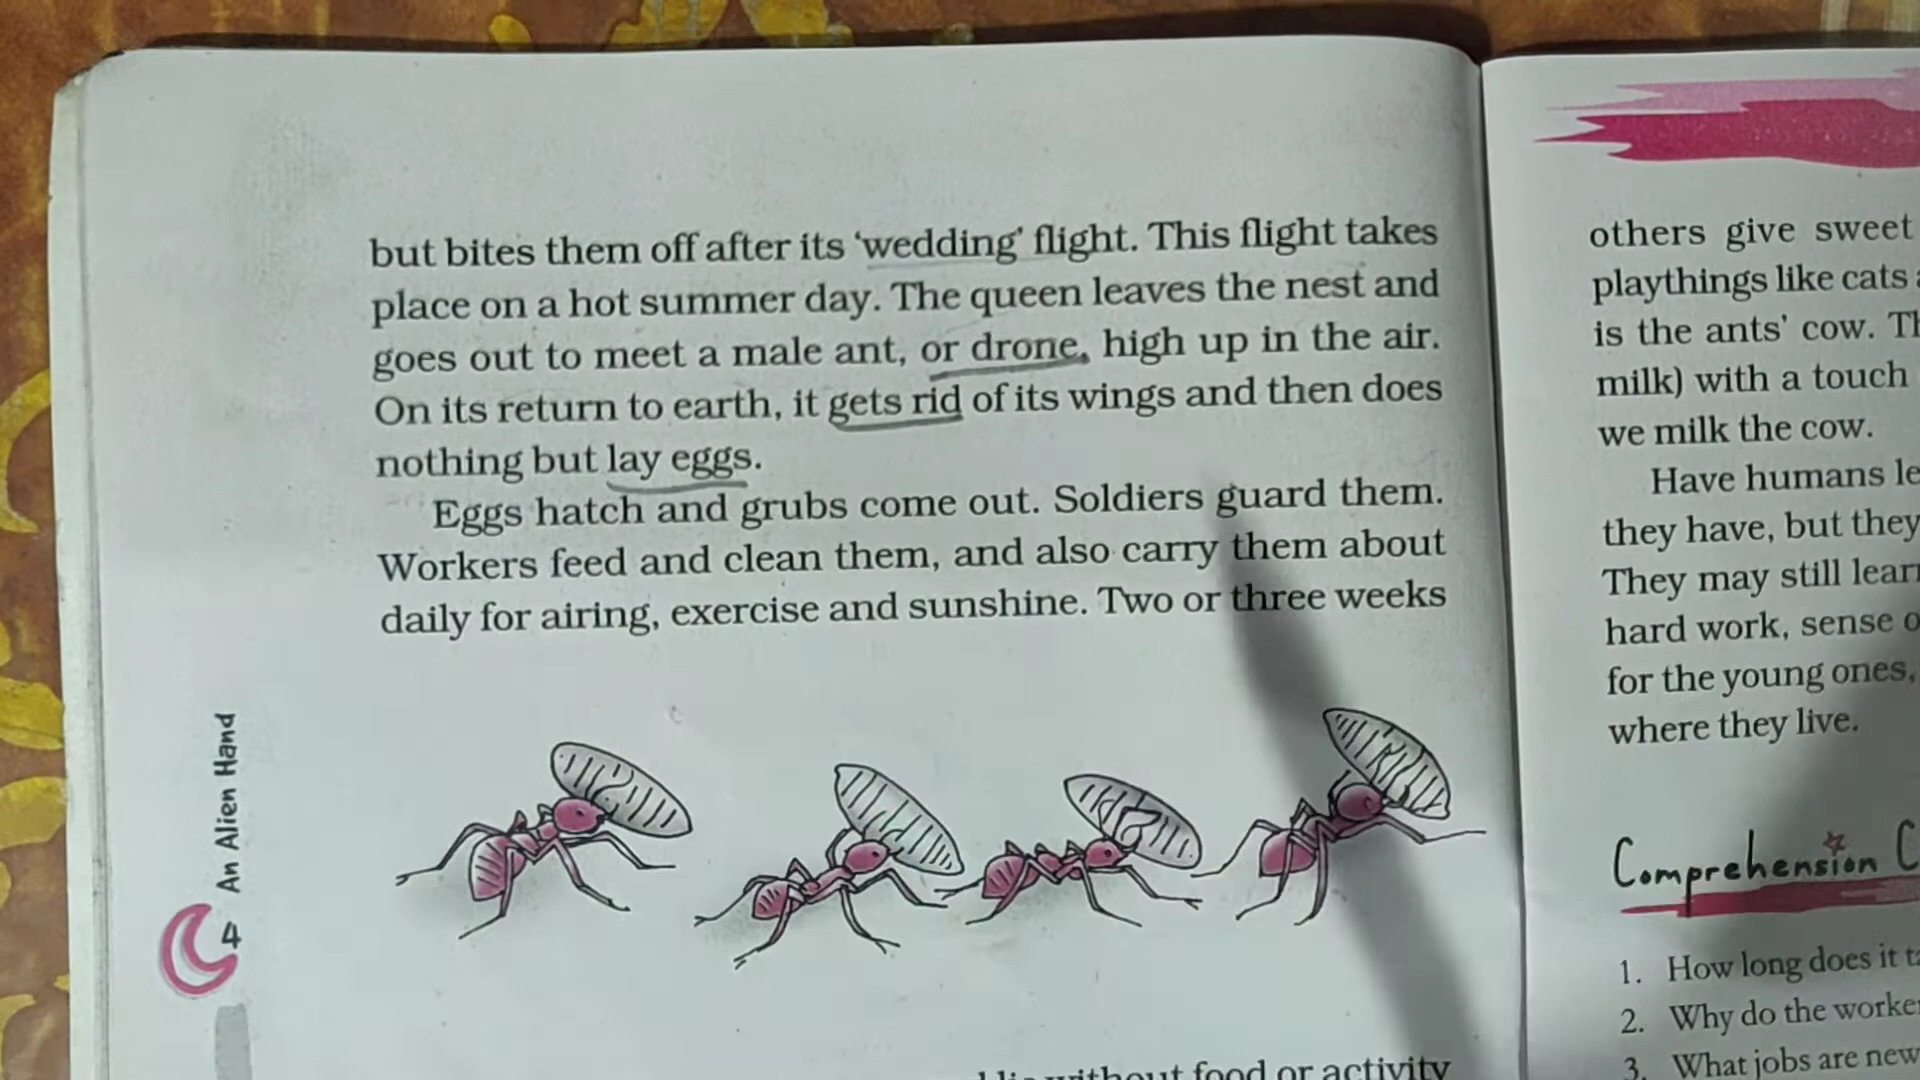 but bites them off after its ‘wedding’ flight. This flight takes
place on a hot summer day. The queen leaves the nest and
goes out to meet a male ant, or drone, high up in the air.
On its return to earth, it gets rid of its wings and then does
nothing but lay eggs.
Eggs hatch and grubs come out. Soldiers guard them.
Workers feed and clean them, and also carry them about
daily for airing, exercise and sunshine. Two or three weeks
without food or activity
An Alien Hand
4
others give sweet
playthings like cats
is the ants’ cow.
milk) with a touch
we milk the cow.
Have humans
they have, but they
They may still
hard work, sense
for the young ones,
where they live.
Comprehension
1. How long does it
2. Why do the
3. What jobs are